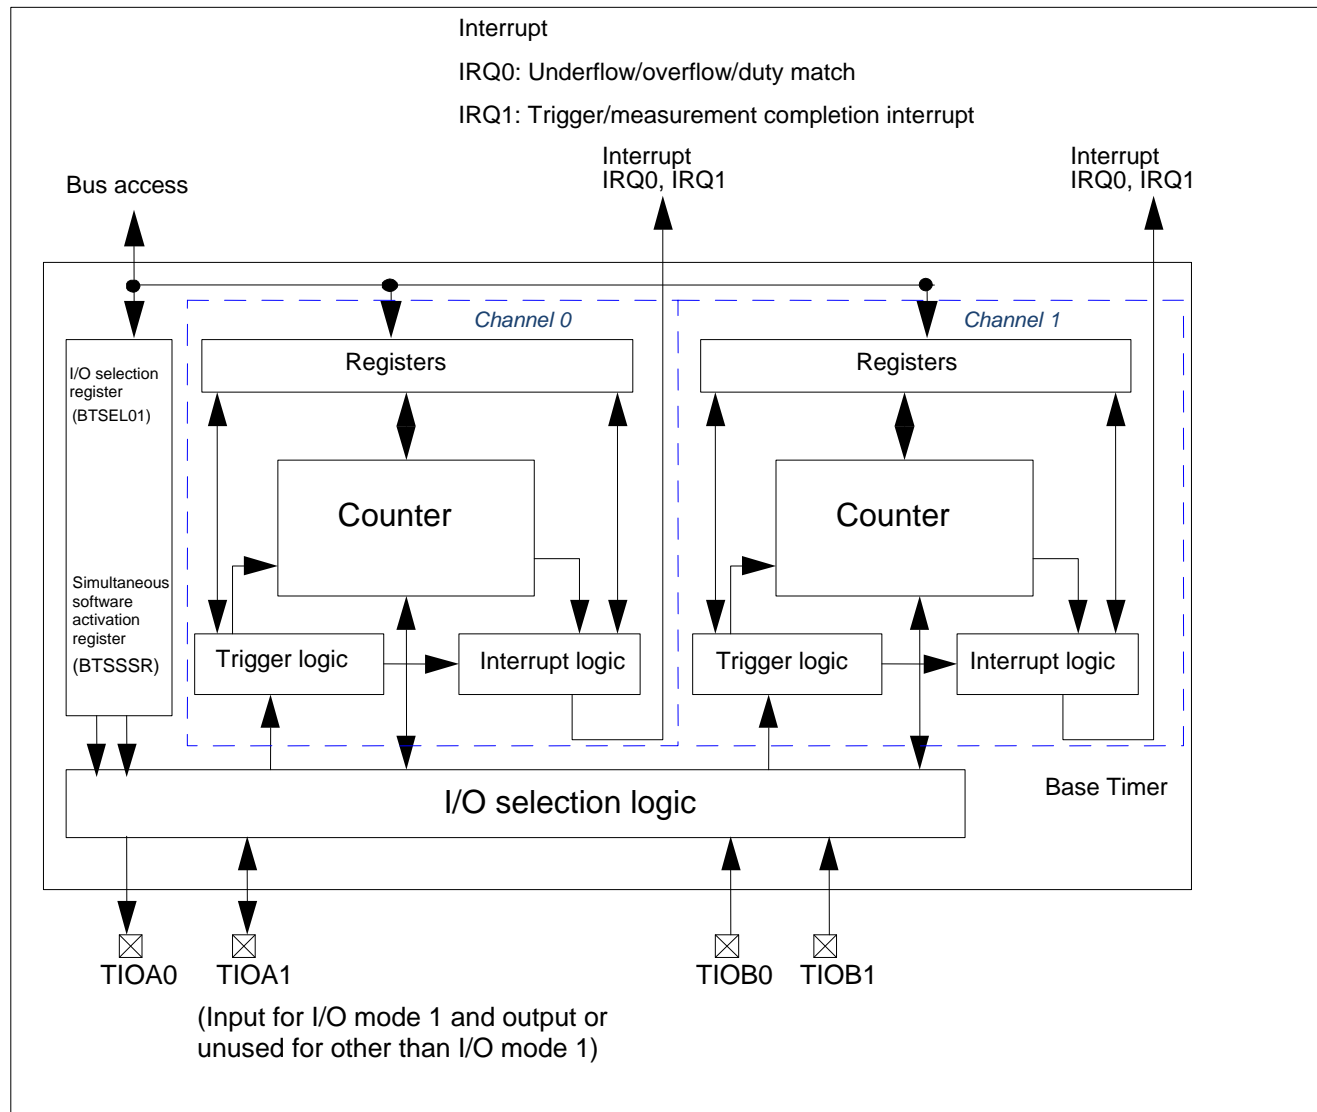 Interrupt
IRQ0: Underflow/overflow/duty match
IRQ1: Trigger/measurement completion interrupt
Bus access
Interrupt
IRQ0, IRQ1
Interrupt
IRQ0, IRQ1
Channel 0
Channel 1
I/O selection
register
(BTSEL01)
Simultaneous
software
activation
register
(BTSSSR)
Registers
Counter
Trigger logic
Interrupt logic
Registers
Counter
Trigger logic
Interrupt logic
I/O selection logic
Base Timer
TIOA0
TIOA1
TIOB0
TIOB1
(Input for I/O mode 1 and output or
unused for other than I/O mode 1)